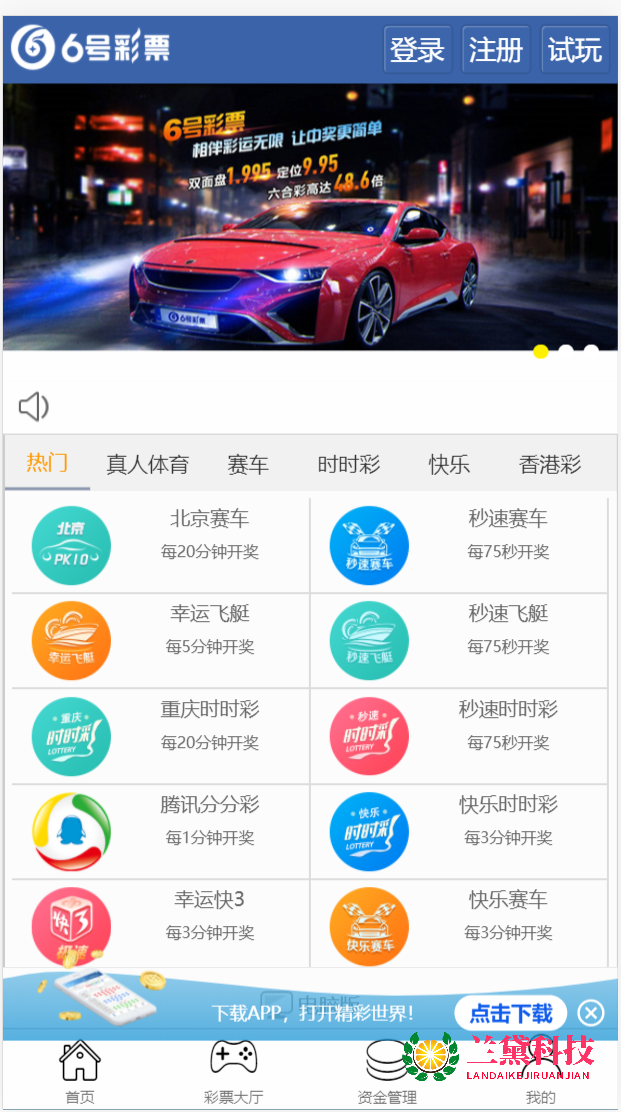 6号彩票
登录 注册 试玩
6号彩票
相伴彩运无限 让中奖更简单
双面盘1.995 定位9.95
六合彩高达 48.6倍
6号彩票
热门 真人体育 赛车 时时彩 快乐 香港彩
北京 PK10
北京赛车
每20分钟开奖
秒速赛车
秒速赛车
每75秒开奖
幸运飞艇
幸运飞艇
每5分钟开奖
秒速飞艇
秒速飞艇
每75秒开奖
重庆 时时彩 LOTTERY
重庆时时彩
每20分钟开奖
秒速 时时彩 LOTTERY
秒速时时彩
每75秒开奖
腾讯分分彩
每1分钟开奖
快乐 时时彩 LOTTERY
快乐时时彩
每3分钟开奖
快3 极速
幸运快3
每3分钟开奖
快乐赛车
快乐赛车
每3分钟开奖
电脑版
下载APP，打开精彩世界！
点击下载
兰黛科技
LANDAIKEJIRUANJIAN
首页 彩票大厅 资金管理 我的